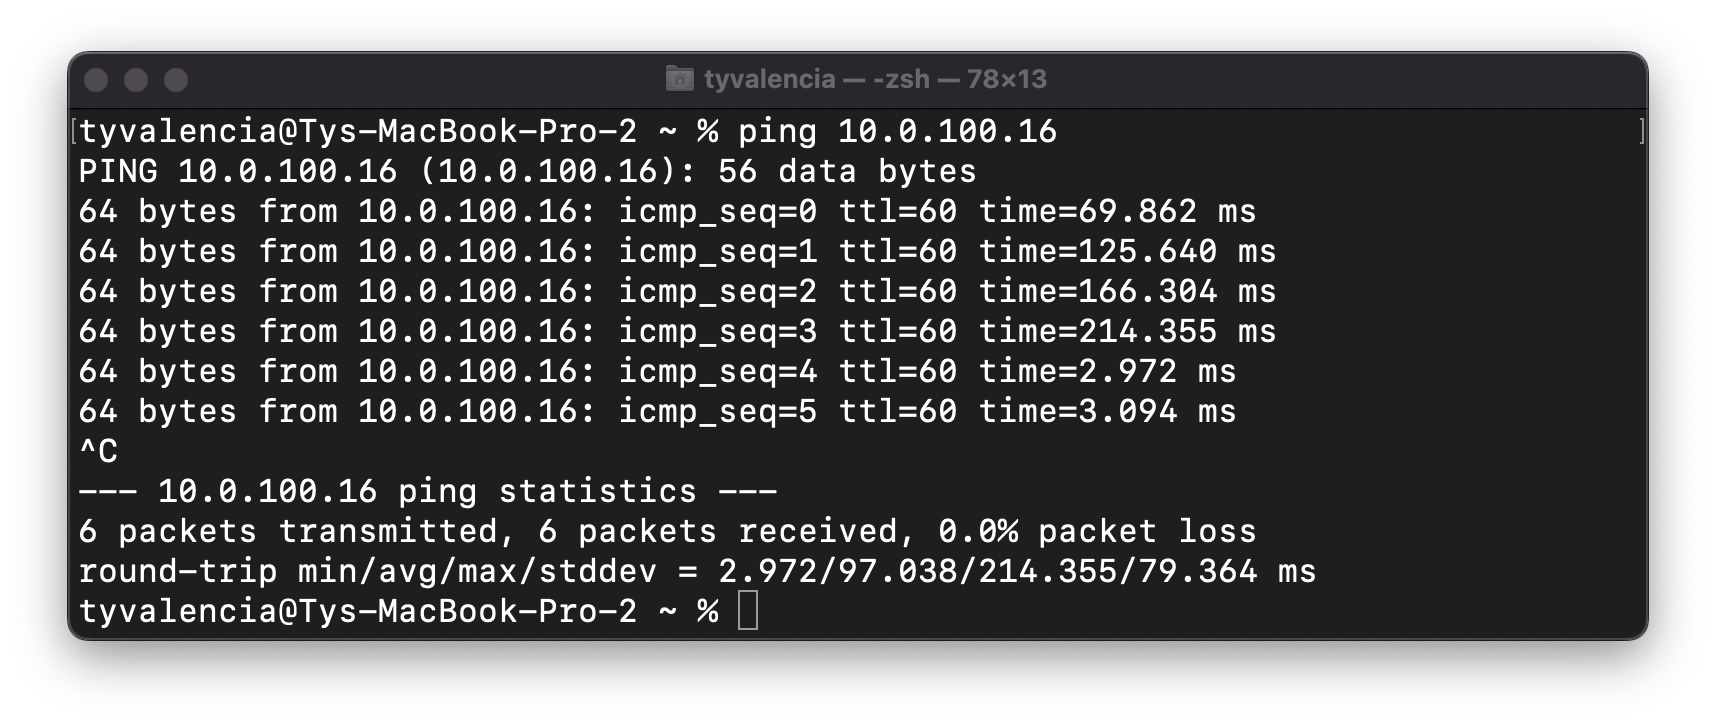 tyvalencia — -zsh — 78×13
[tyvalencia@Tys-MacBook-Pro-2 ~ % ping 10.0.100.16 ]
PING 10.0.100.16 (10.0.100.16): 56 data bytes
64 bytes from 10.0.100.16: icmp_seq=0 ttl=60 time=69.862 ms
64 bytes from 10.0.100.16: icmp_seq=1 ttl=60 time=125.640 ms
64 bytes from 10.0.100.16: icmp_seq=2 ttl=60 time=166.304 ms
64 bytes from 10.0.100.16: icmp_seq=3 ttl=60 time=214.355 ms
64 bytes from 10.0.100.16: icmp_seq=4 ttl=60 time=2.972 ms
64 bytes from 10.0.100.16: icmp_seq=5 ttl=60 time=3.094 ms
^C
--- 10.0.100.16 ping statistics ---
6 packets transmitted, 6 packets received, 0.0% packet loss
round-trip min/avg/max/stddev = 2.972/97.038/214.355/79.364 ms
tyvalencia@Tys-MacBook-Pro-2 ~ %